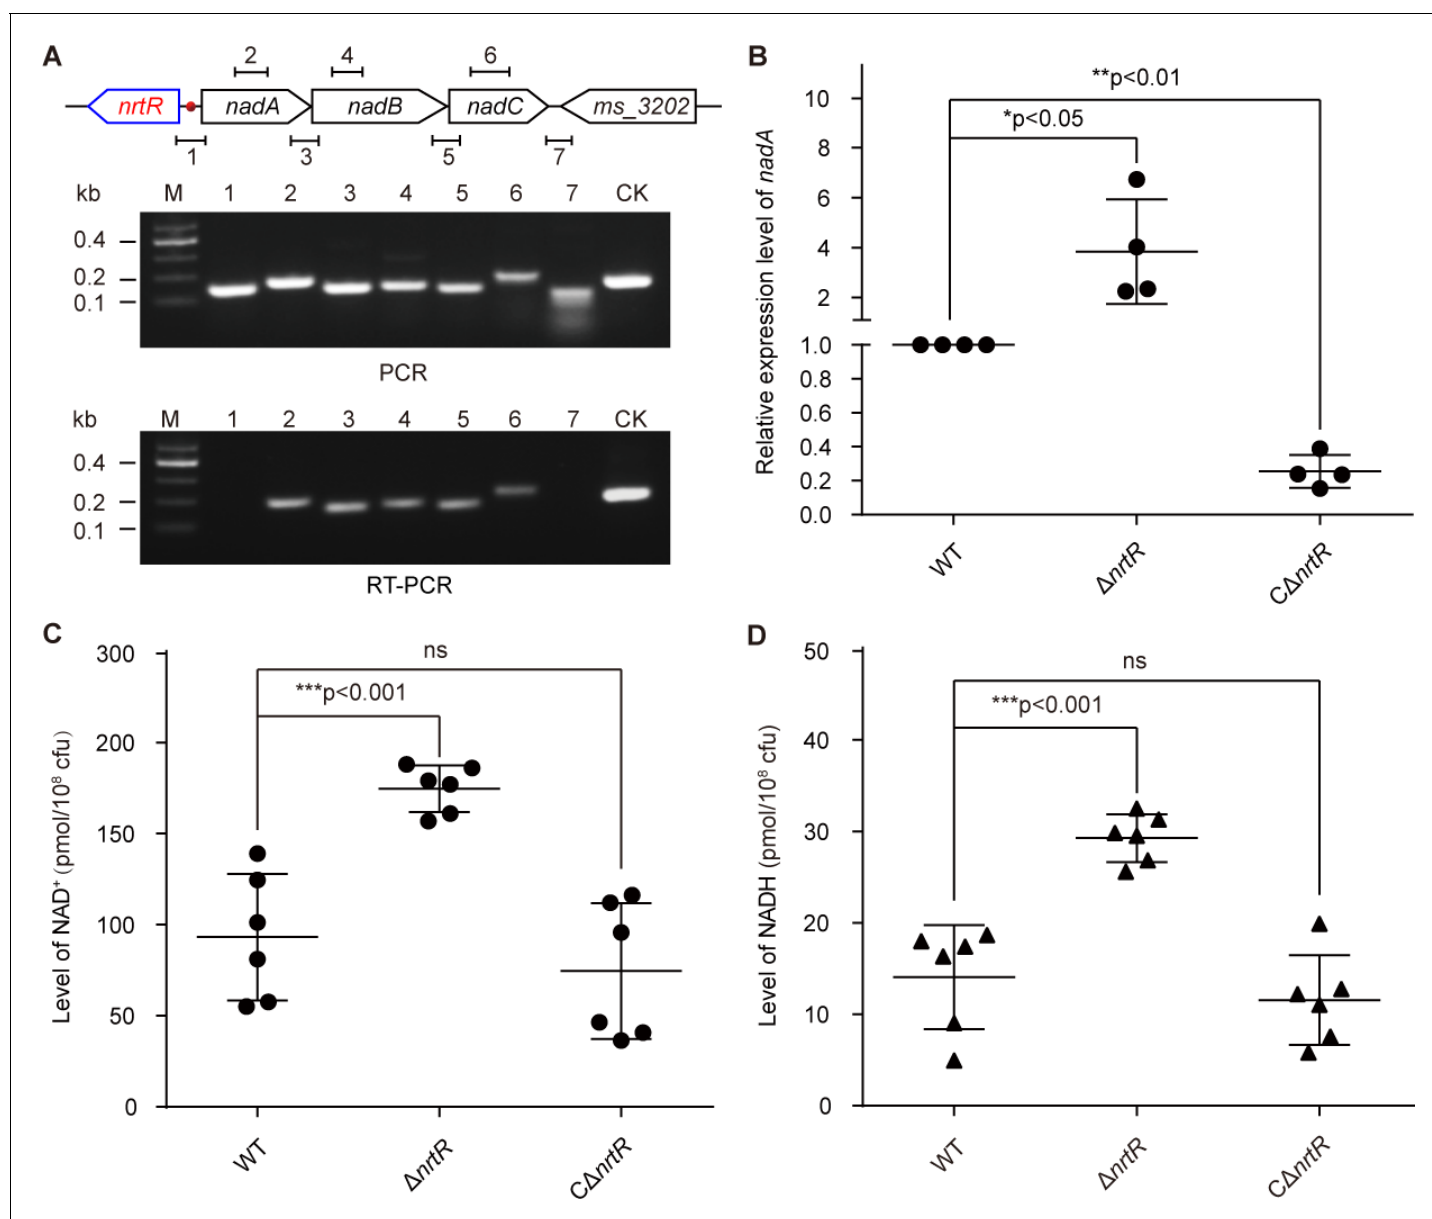 A
2 4 6
nrtR nadA nadB nadC ms_3202
1 3 5 7
kb M 1 2 3 4 5 6 7 CK
0.4
0.2
0.1
PCR
kb M 1 2 3 4 5 6 7 CK
0.4
0.2
0.1
RT-PCR
B
**p<0.01
*p<0.05
Relative expression level of nadA
10
8
6
4
2
1.0
0.8
0.6
0.4
0.2
0.0
WT ΔnrtR CΔnrtR
C
ns
***p<0.001
Level of NAD⁺ (pmol/10⁸ cfu)
300
200
150
100
50
0
WT ΔnrtR CΔnrtR
D
ns
***p<0.001
Level of NADH (pmol/10⁸ cfu)
50
40
30
20
10
0
WT ΔnrtR CΔnrtR